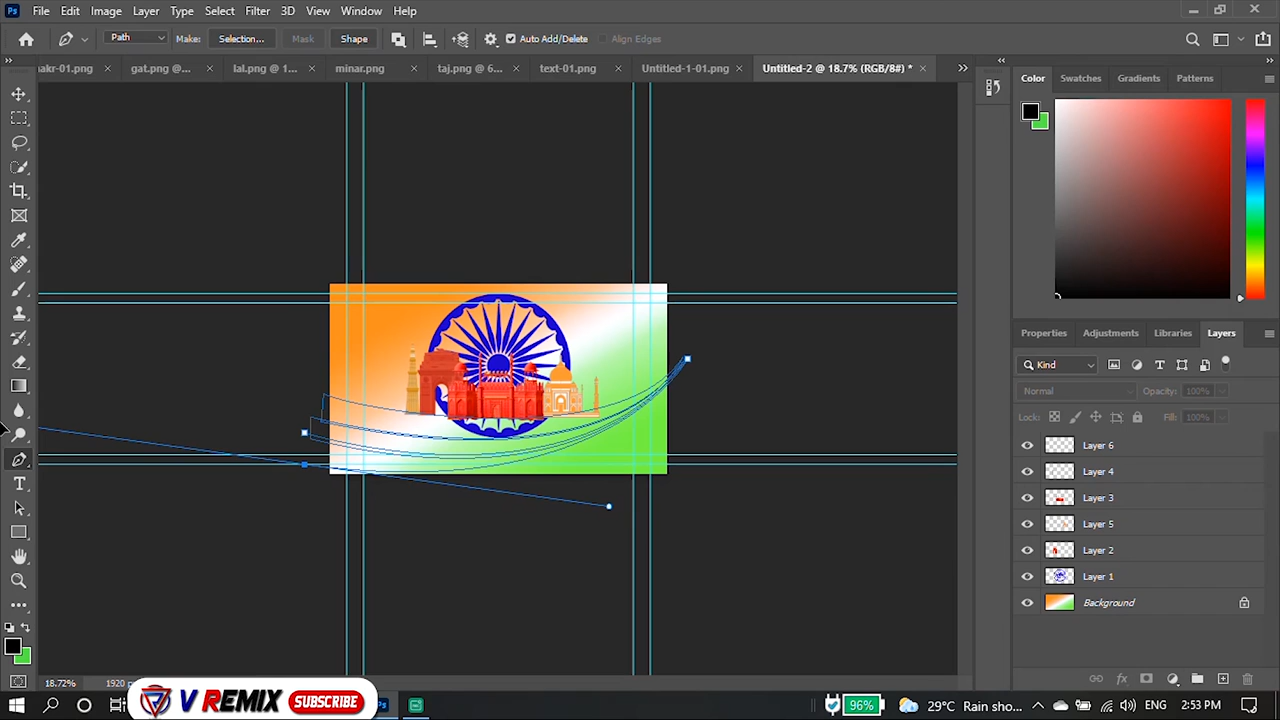 Ps File Edit Image Layer Type Select Filter 3D View Window Help
Path Make: Selection... Mask Shape Auto Add/Delete Align Edges
akr-01.png × gat.png @... × lal.png @ 1... × minar.png × taj.png @ 6... × text-01.png × Untitled-1-01.png × Untitled-2 @ 18.7% (RGB/8#) * ×
Color Swatches Gradients Patterns
Properties Adjustments Libraries Layers
Kind
Normal Opacity: 100%
Lock: Fill: 100%
Layer 6
Layer 4
Layer 3
Layer 5
Layer 2
Layer 1
Background
18.72% 1920
V REMIX SUBSCRIBE
Ps 96% 29°C Rain sho... ENG 2:53 PM